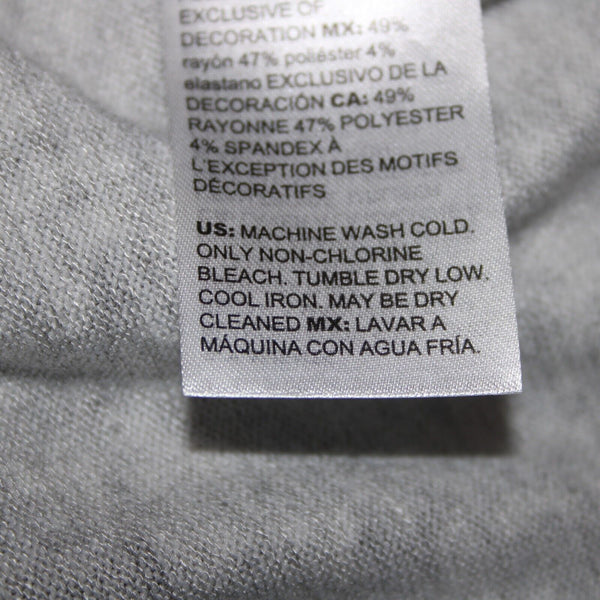 EXCLUSIVE OF
DECORATION MX: 49%
rayón 47% poliéster 4%
elastano EXCLUSIVO DE LA
DECORACIÓN CA: 49%
RAYONNE 47% POLYESTER
4% SPANDEX À
L'EXCEPTION DES MOTIFS
DÉCORATIFS
US: MACHINE WASH COLD.
ONLY NON-CHLORINE
BLEACH. TUMBLE DRY LOW.
COOL IRON. MAY BE DRY
CLEANED MX: LAVAR A
MÁQUINA CON AGUA FRÍA.